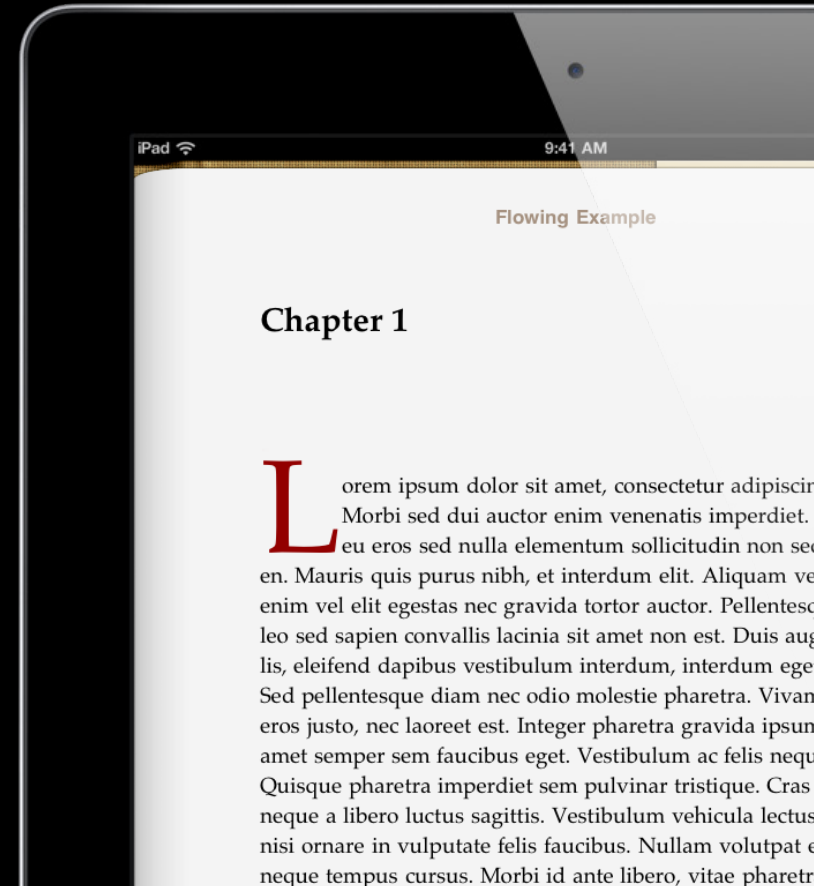 iPad
9:41 AM
Flowing Example
Chapter 1
Lorem ipsum dolor sit amet, consectetur
Morbi sed dui auctor enim venenatis imperdiet.
eu eros sed nulla elementum sollicitudin non
en. Mauris quis purus nibh, et interdum elit. Aliquam
enim vel elit egestas nec gravida tortor auctor.
leo sed sapien convallis lacinia sit amet non est. Duis
lis, eleifend dapibus vestibulum interdum, interdum
Sed pellentesque diam nec odio molestie pharetra.
eros justo, nec laoreet est. Integer pharetra gravida
amet semper sem faucibus eget. Vestibulum ac felis
Quisque pharetra imperdiet sem pulvinar tristique. Cras
neque a libero luctus sagittis. Vestibulum vehicula lectus
nisi ornare in vulputate felis faucibus. Nullam volutpat
neque tempus cursus. Morbi id ante libero, vitae